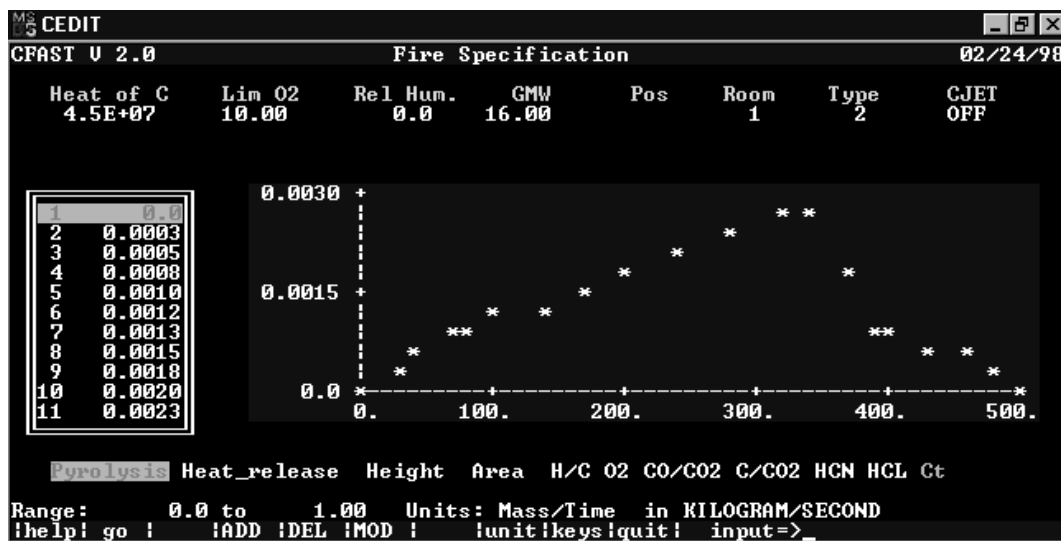 MS DOS CEDIT
CFAST V 2.0 Fire Specification 02/24/98
Heat of C Lim O2 Rel Hum. GMW Pos Room Type CJET
4.5E+07 10.00 0.0 16.00 1 2 OFF
0.0030
1 0.0
2 0.0003
3 0.0005
4 0.0008
5 0.0010
0.0015
6 0.0012
7 0.0013
8 0.0015
9 0.0018
10 0.0020
0.0
11 0.0023
0. 100. 200. 300. 400. 500.
Pyrolysis Heat_release Height Area H/C O2 CO/CO2 C/CO2 HCN HCL Ct
Range: 0.0 to 1.00 Units: Mass/Time in KILOGRAM/SECOND
|help| go | |ADD |DEL |MOD | |unit|keys|quit| input=>_